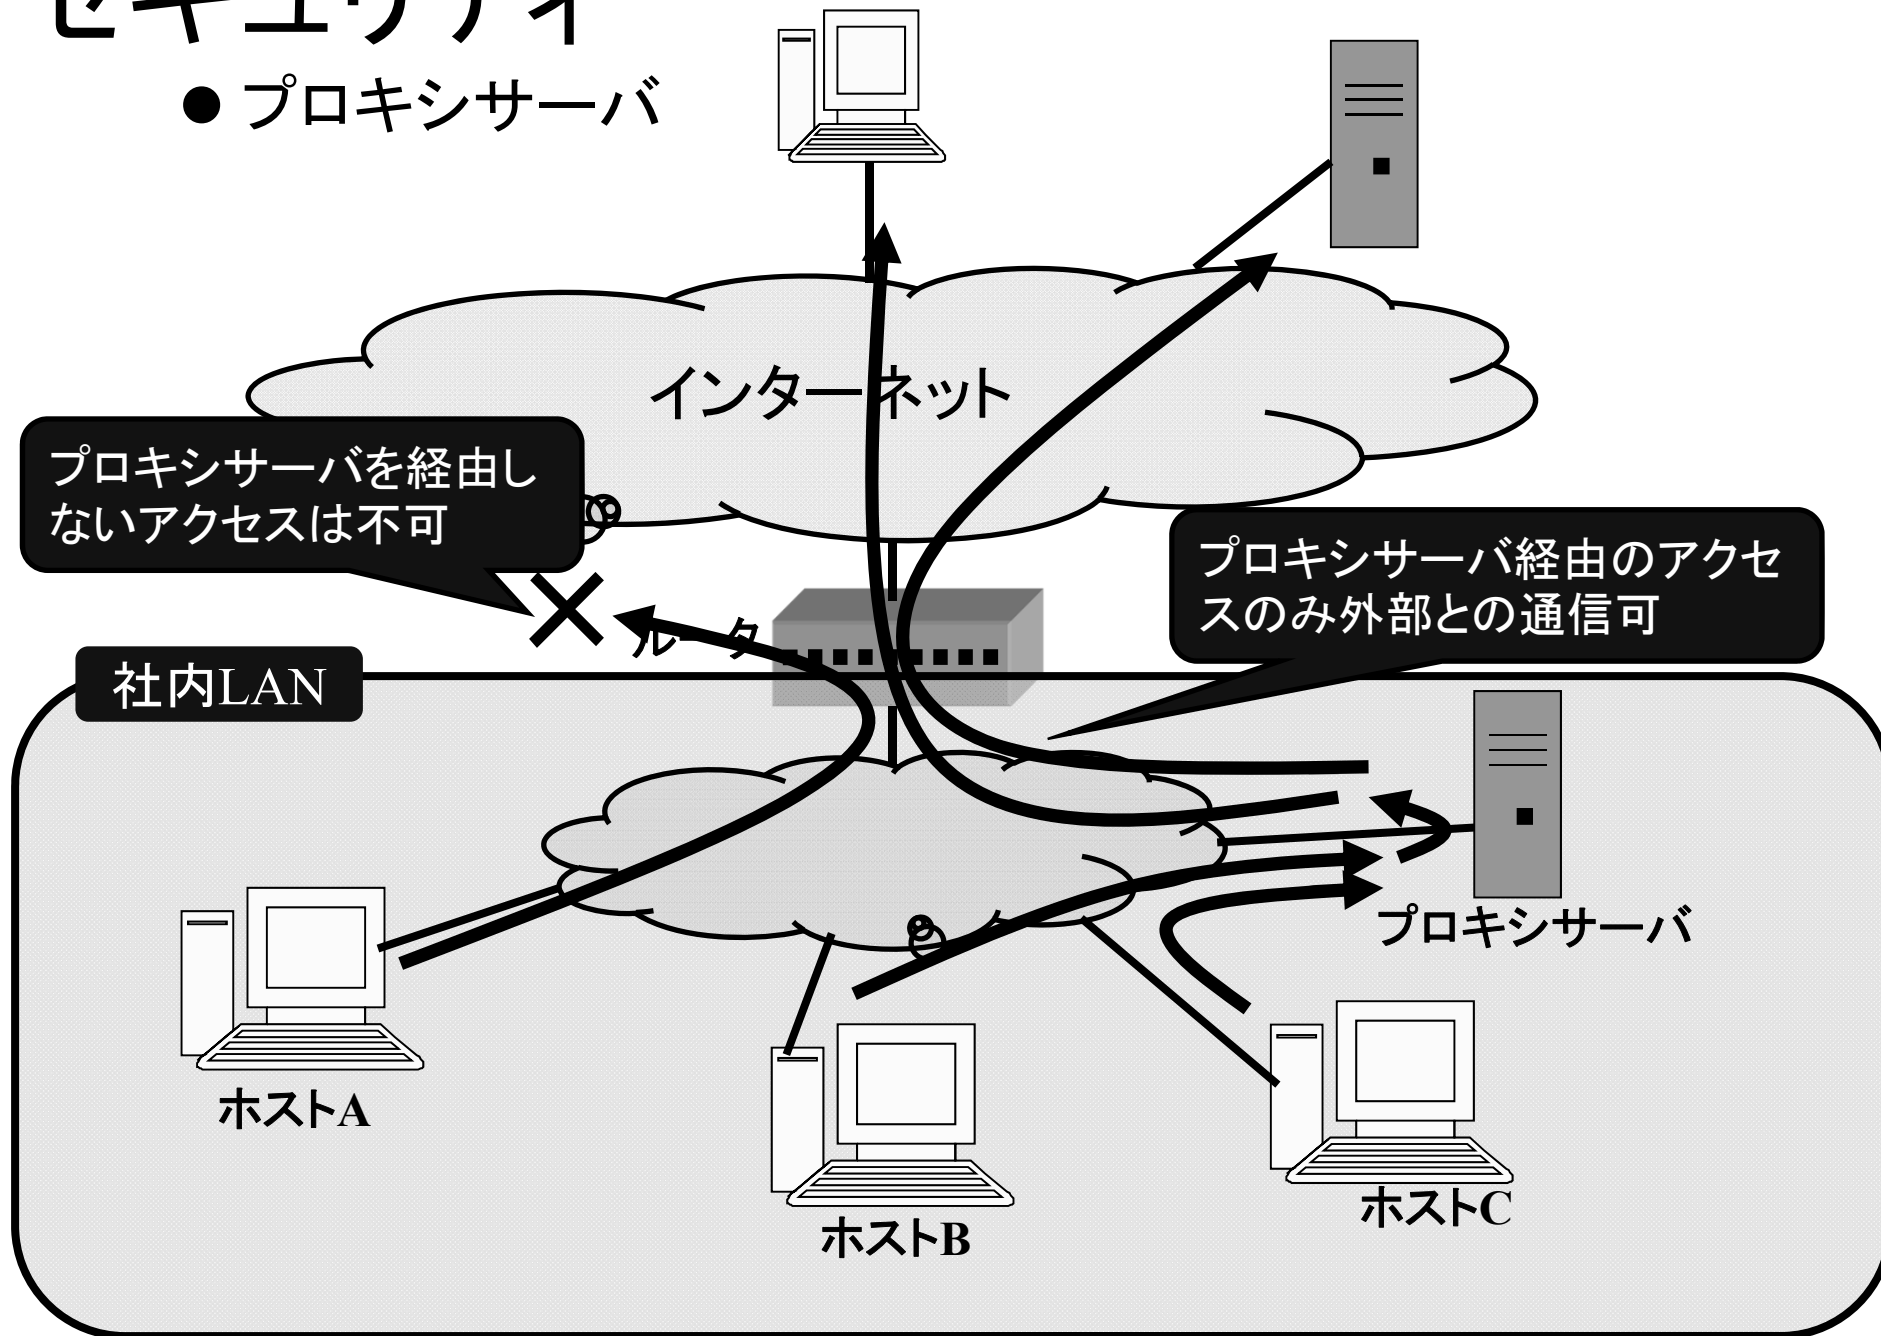 セキュリティ
● プロキシサーバ
インターネット
プロキシサーバを経由し
ないアクセスは不可
プロキシサーバ経由のアクセ
スのみ外部との通信可
ルータ
社内LAN
プロキシサーバ
ホストA
ホストB
ホストC